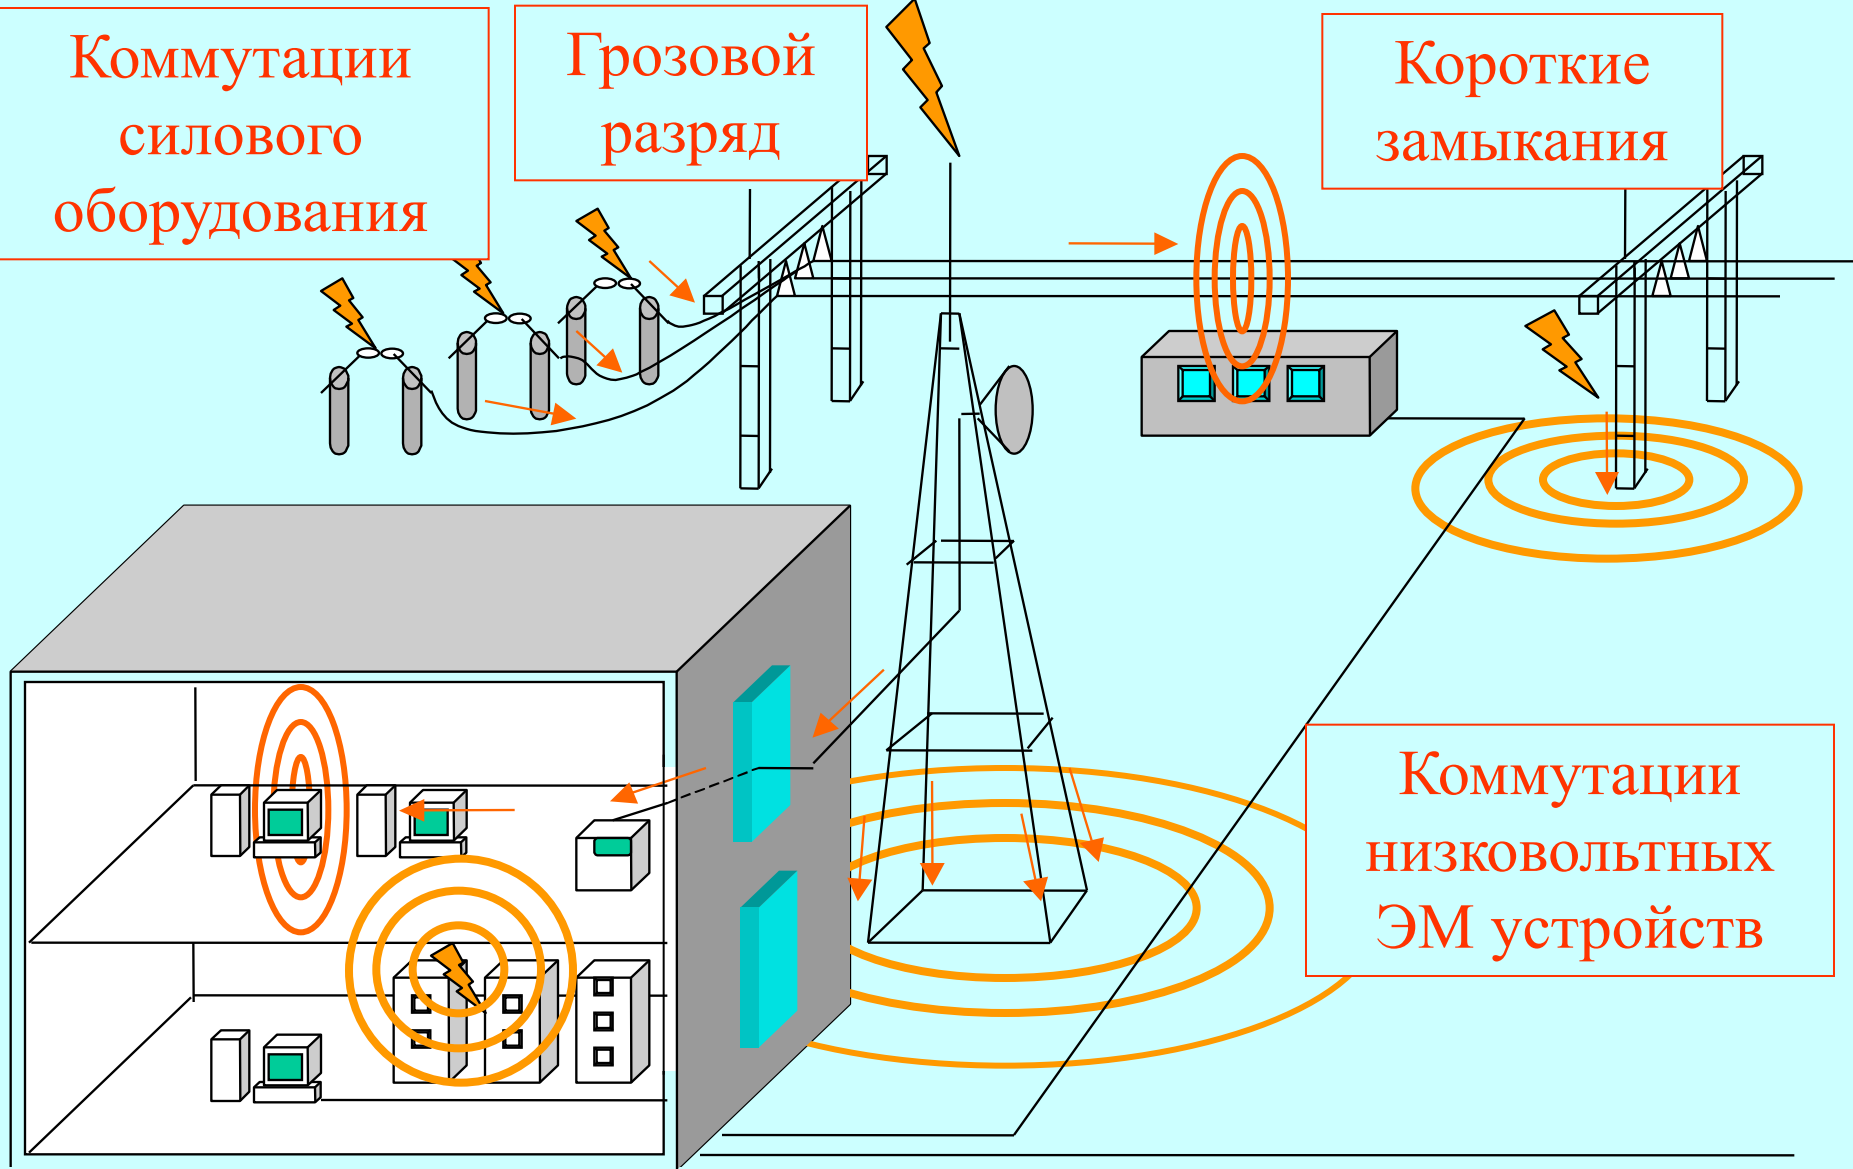 Коммутации
силового
оборудования
Грозовой
разряд
Короткие
замыкания
Коммутации
низковольтных
ЭМ устройств